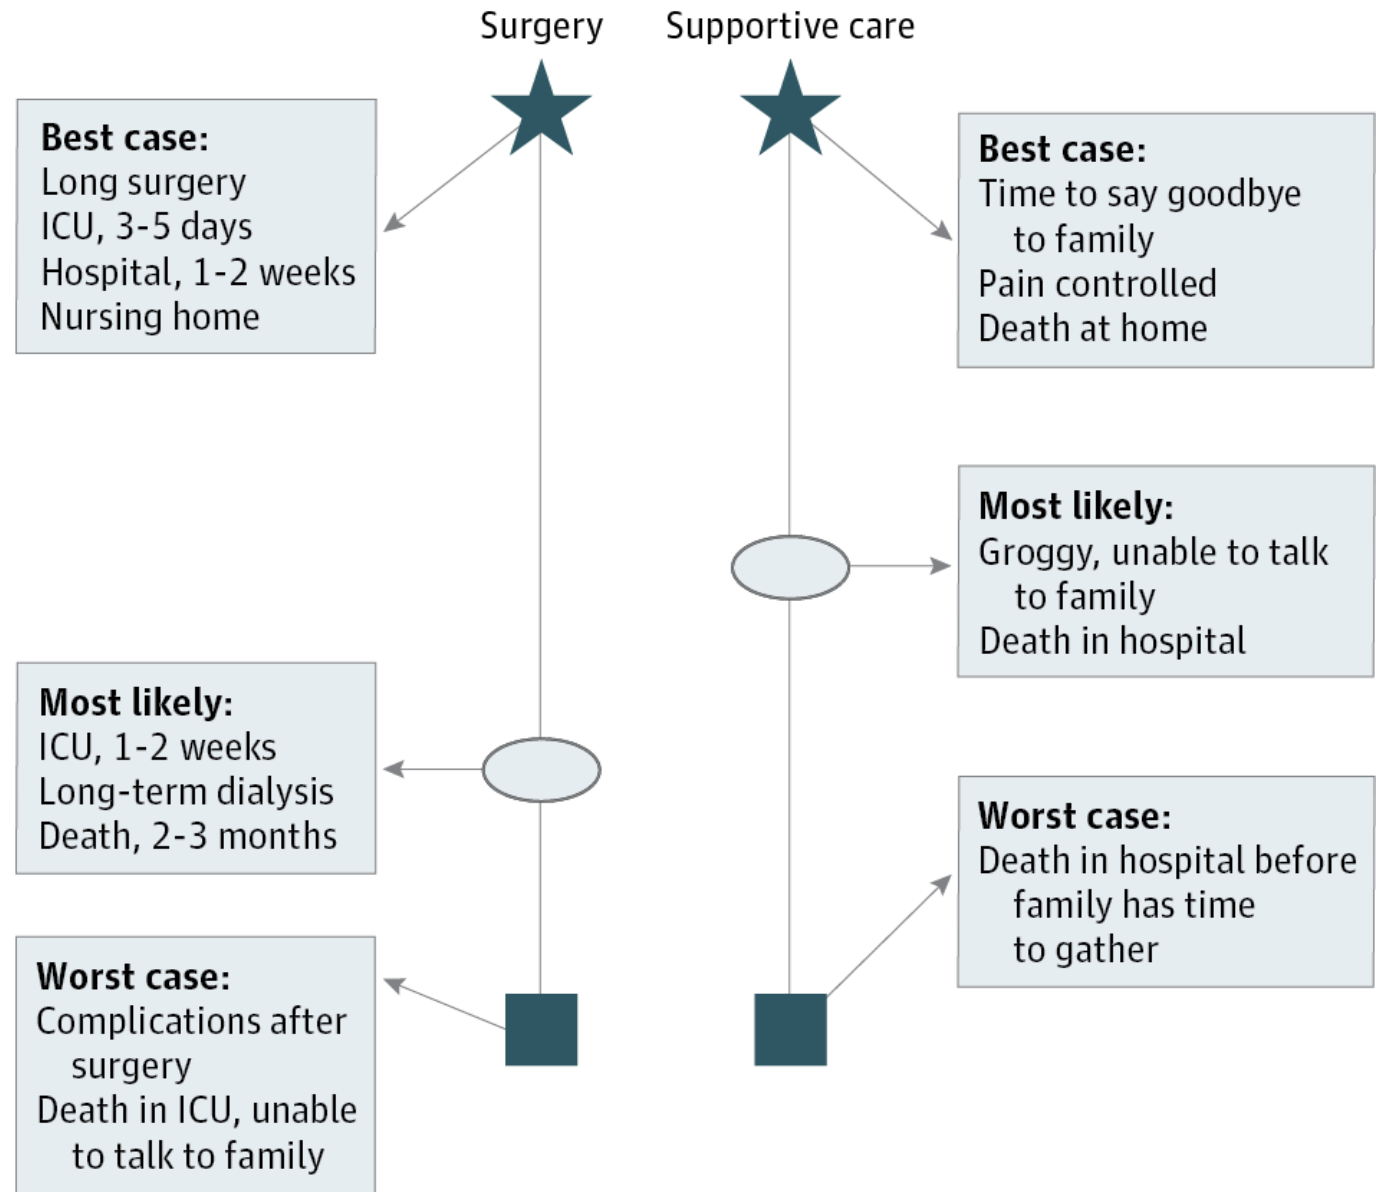 Surgery
Supportive care
Best case:
Long surgery
ICU, 3-5 days
Hospital, 1-2 weeks
Nursing home
Most likely:
ICU, 1-2 weeks
Long-term dialysis
Death, 2-3 months
Worst case:
Complications after
surgery
Death in ICU, unable
to talk to family
Best case:
Time to say goodbye
to family
Pain controlled
Death at home
Most likely:
Groggy, unable to talk
to family
Death in hospital
Worst case:
Death in hospital before
family has time
to gather